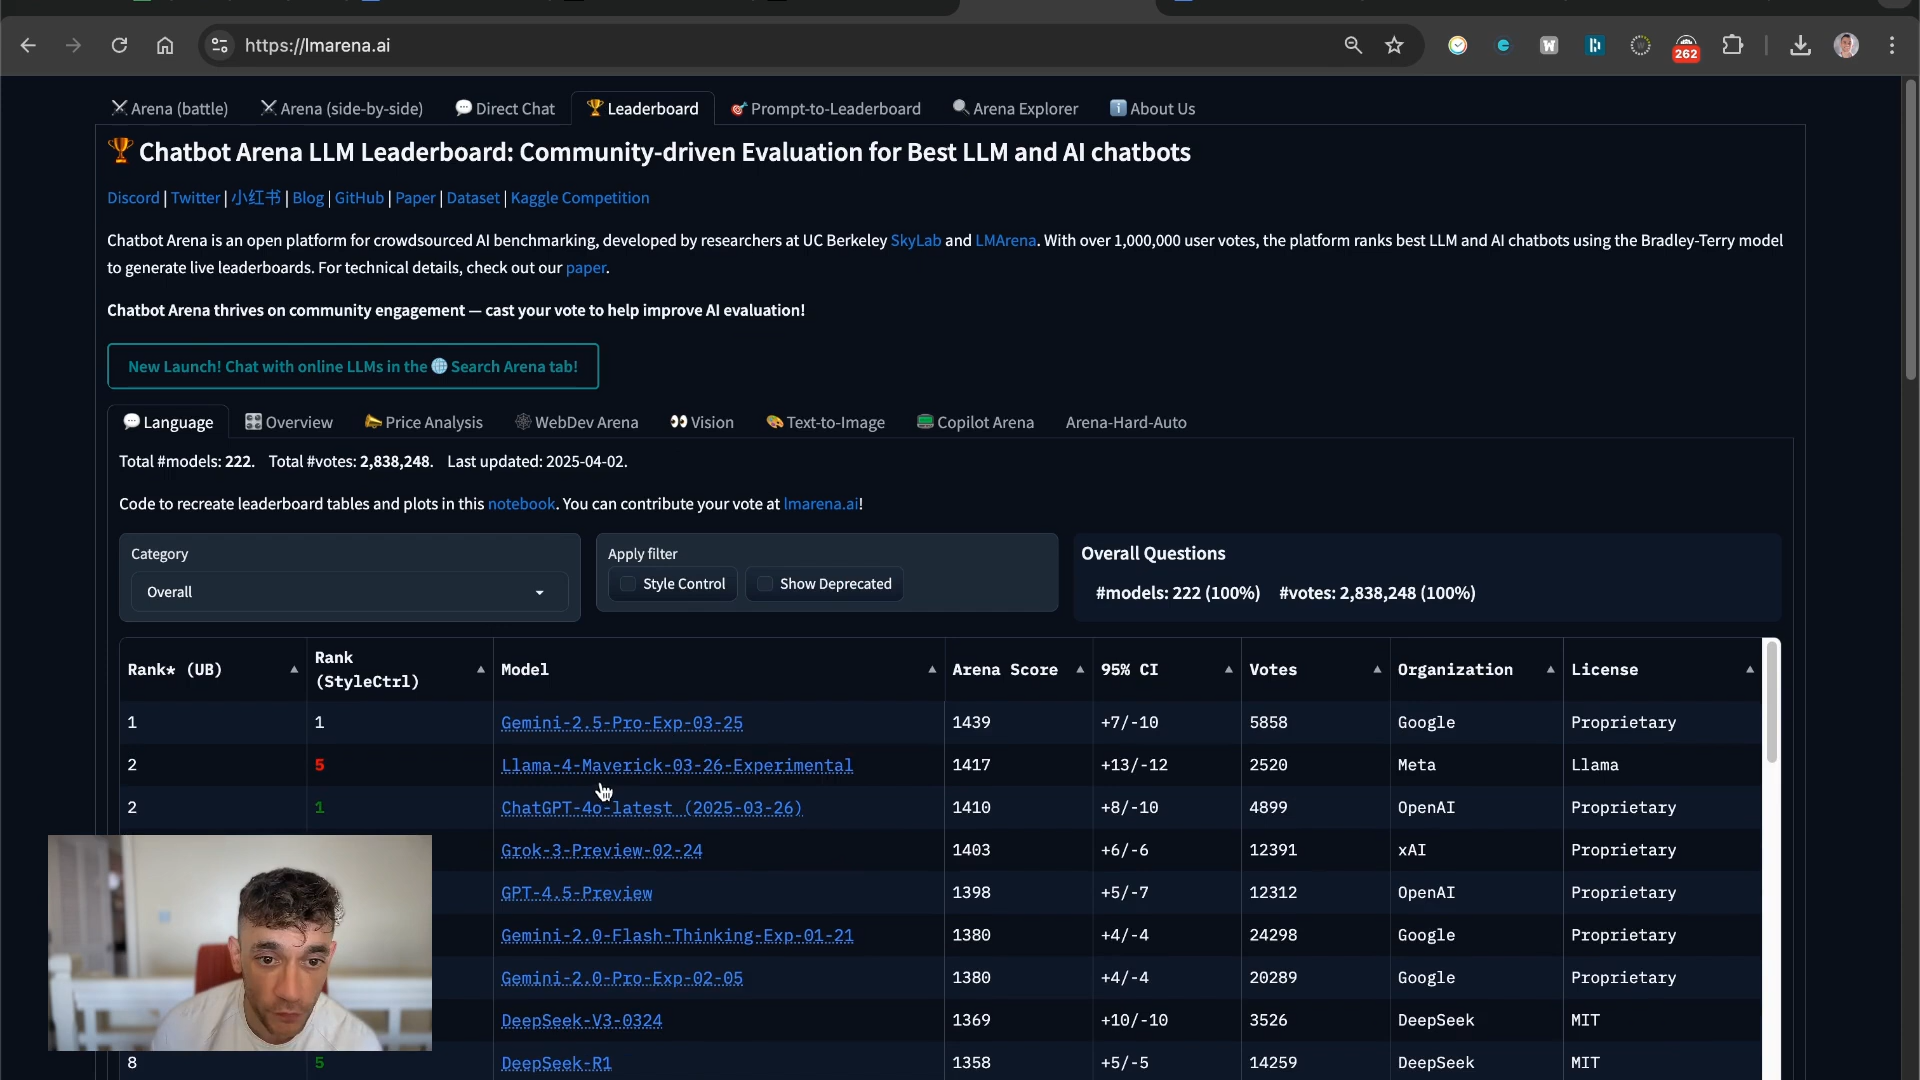 https://lmarena.ai
262
Arena (battle) Arena (side-by-side) Direct Chat Leaderboard Prompt-to-Leaderboard Arena Explorer About Us
Chatbot Arena LLM Leaderboard: Community-driven Evaluation for Best LLM and AI chatbots
Discord | Twitter | 小红书 | Blog | GitHub | Paper | Dataset | Kaggle Competition
Chatbot Arena is an open platform for crowdsourced AI benchmarking, developed by researchers at UC Berkeley SkyLab and LMArena. With over 1,000,000 user votes, the platform ranks best LLM and AI chatbots using the Bradley-Terry model
to generate live leaderboards. For technical details, check out our paper.
Chatbot Arena thrives on community engagement — cast your vote to help improve AI evaluation!
New Launch! Chat with online LLMs in the Search Arena tab!
Language Overview Price Analysis WebDev Arena Vision Text-to-Image Copilot Arena Arena-Hard-Auto
Total #models: 222. Total #votes: 2,838,248. Last updated: 2025-04-02.
Code to recreate leaderboard tables and plots in this notebook. You can contribute your vote at lmarena.ai!
Category
Overall
Apply filter
Style Control Show Deprecated
Overall Questions
#models: 222 (100%) #votes: 2,838,248 (100%)
Rank* (UB) Rank (StyleCtrl) Model Arena Score 95% CI Votes Organization License
1 1 Gemini-2.5-Pro-Exp-03-25 1439 +7/-10 5858 Google Proprietary
2 5 Llama-4-Maverick-03-26-Experimental 1417 +13/-12 2520 Meta Llama
2 1 ChatGPT-4o-latest (2025-03-26) 1410 +8/-10 4899 OpenAI Proprietary
Grok-3-Preview-02-24 1403 +6/-6 12391 xAI Proprietary
GPT-4.5-Preview 1398 +5/-7 12312 OpenAI Proprietary
Gemini-2.0-Flash-Thinking-Exp-01-21 1380 +4/-4 24298 Google Proprietary
Gemini-2.0-Pro-Exp-02-05 1380 +4/-4 20289 Google Proprietary
DeepSeek-V3-0324 1369 +10/-10 3526 DeepSeek MIT
8 5 DeepSeek-R1 1358 +5/-5 14259 DeepSeek MIT